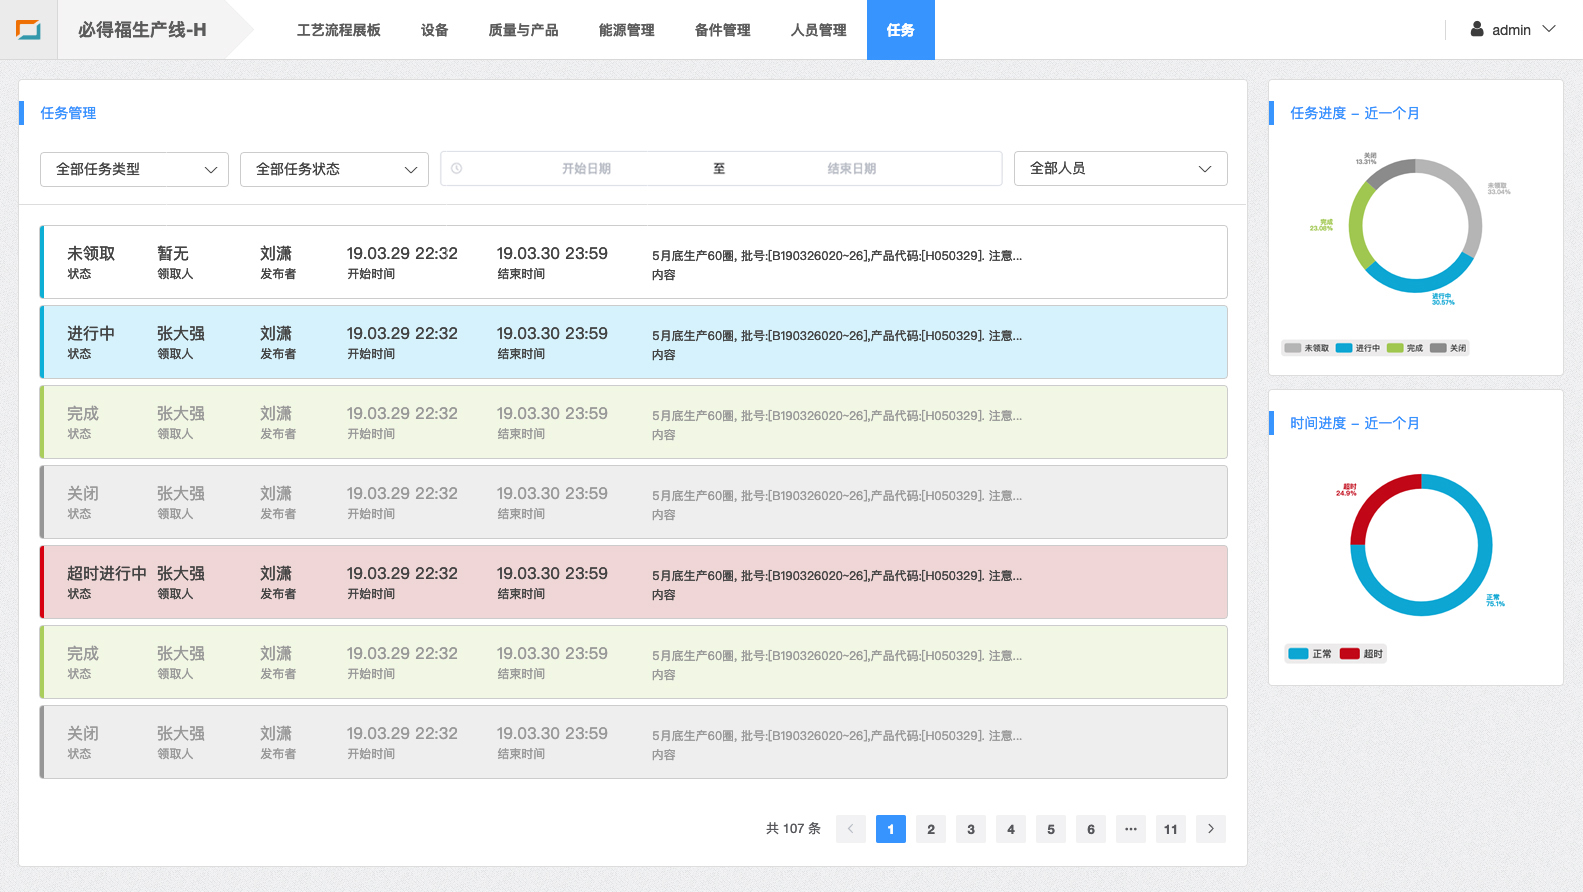 必得福生产线-H
工艺流程展板 设备 质量与产品 能源管理 备件管理 人员管理 任务
admin
任务管理
全部任务类型 全部任务状态 开始日期 至 结束日期 全部人员
未领取 暂无 刘潇 19.03.29 22:32 19.03.30 23:59 5月底生产60圈, 批号:[B190326020~26],产品代码:[H050329]. 注意...
状态 领取人 发布者 开始时间 结束时间 内容
进行中 张大强 刘潇 19.03.29 22:32 19.03.30 23:59 5月底生产60圈, 批号:[B190326020~26],产品代码:[H050329]. 注意...
状态 领取人 发布者 开始时间 结束时间 内容
完成 张大强 刘潇 19.03.29 22:32 19.03.30 23:59 5月底生产60圈, 批号:[B190326020~26],产品代码:[H050329]. 注意...
状态 领取人 发布者 开始时间 结束时间 内容
关闭 张大强 刘潇 19.03.29 22:32 19.03.30 23:59 5月底生产60圈, 批号:[B190326020~26],产品代码:[H050329]. 注意...
状态 领取人 发布者 开始时间 结束时间 内容
超时进行中 张大强 刘潇 19.03.29 22:32 19.03.30 23:59 5月底生产60圈, 批号:[B190326020~26],产品代码:[H050329]. 注意...
状态 领取人 发布者 开始时间 结束时间 内容
完成 张大强 刘潇 19.03.29 22:32 19.03.30 23:59 5月底生产60圈, 批号:[B190326020~26],产品代码:[H050329]. 注意...
状态 领取人 发布者 开始时间 结束时间 内容
关闭 张大强 刘潇 19.03.29 22:32 19.03.30 23:59 5月底生产60圈, 批号:[B190326020~26],产品代码:[H050329]. 注意...
状态 领取人 发布者 开始时间 结束时间 内容
共 107 条 1 2 3 4 5 6 ··· 11
任务进度 – 近一个月
关闭
13.31%
未领取
33.04%
完成
23.08%
进行中
30.57%
未领取 进行中 完成 关闭
时间进度 – 近一个月
超时
24.9%
正常
75.1%
正常 超时